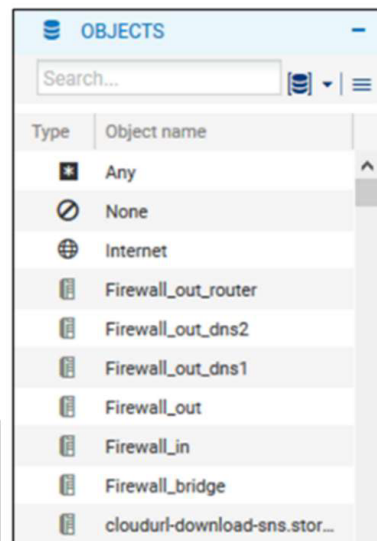 OBJECTS
Search...
Type Object name
Any
None
Internet
Firewall_out_router
Firewall_out_dns2
Firewall_out_dns1
Firewall_out
Firewall_in
Firewall_bridge
cloudurl-download-sns.stor...